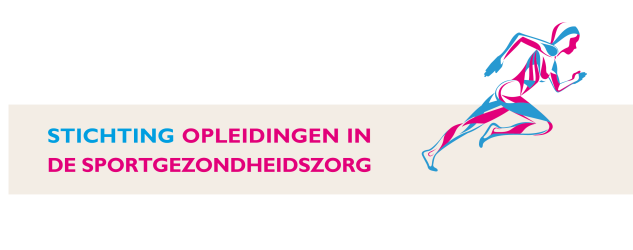 STICHTING OPLEIDINGEN IN
DE SPORTGEZONDHEIDSZORG